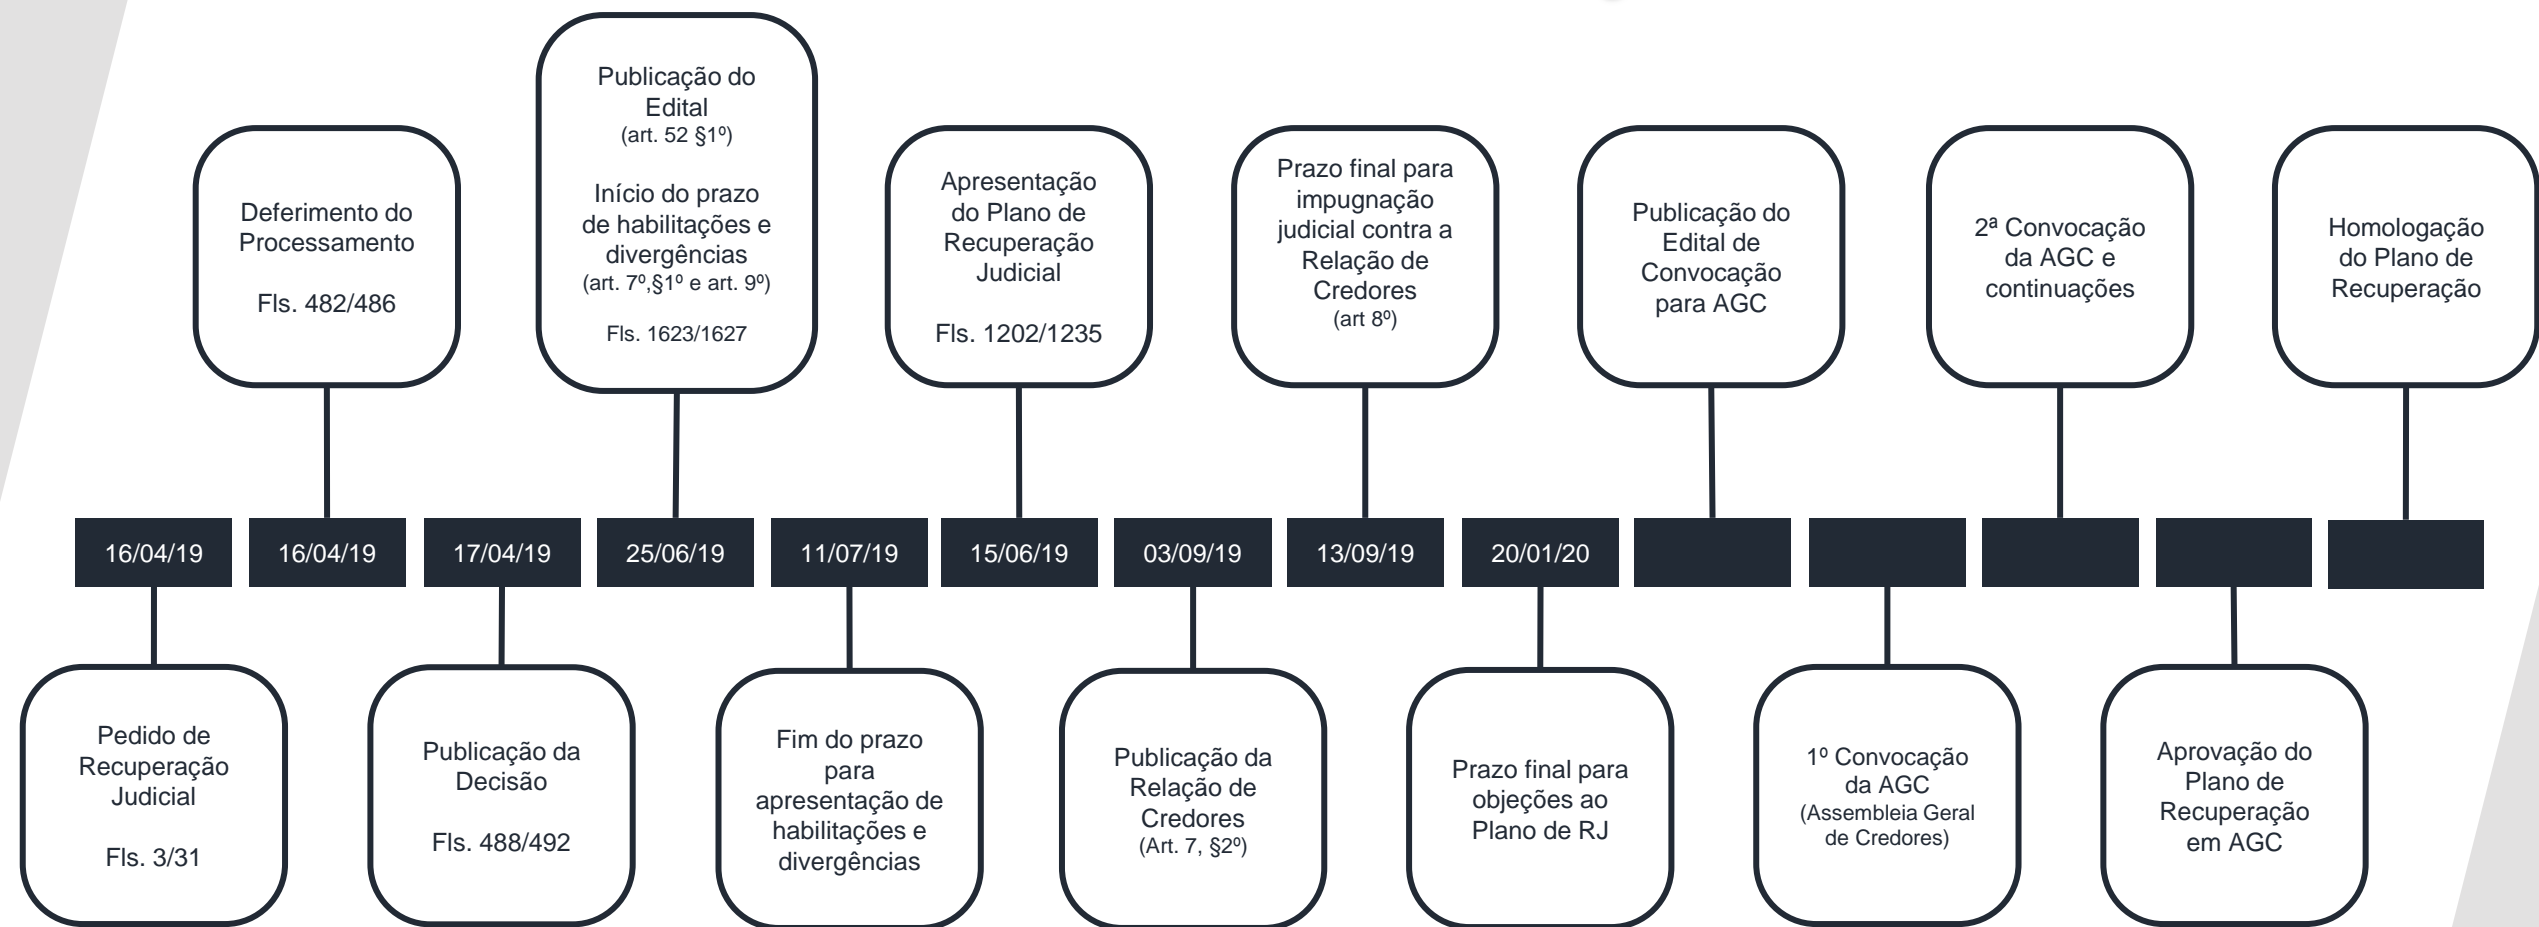 Publicação do
Edital
(art. 52 §1º)
Início do prazo
de habilitações e
divergências
(art. 7º,§1º e art. 9º)
Fls. 1623/1627
Deferimento do
Processamento
Fls. 482/486
Apresentação
do Plano de
Recuperação
Judicial
Fls. 1202/1235
Prazo final para
impugnação
judicial contra a
Relação de
Credores
(art 8º)
Publicação do
Edital de
Convocação
para AGC
2ª Convocação
da AGC e
continuações
Homologação
do Plano de
Recuperação
16/04/19
16/04/19
17/04/19
25/06/19
11/07/19
15/06/19
03/09/19
13/09/19
20/01/20
Pedido de
Recuperação
Judicial
Fls. 3/31
Publicação da
Decisão
Fls. 488/492
Fim do prazo
para
apresentação de
habilitações e
divergências
Publicação da
Relação de
Credores
(Art. 7, §2º)
Prazo final para
objeções ao
Plano de RJ
1º Convocação
da AGC
(Assembleia Geral
de Credores)
Aprovação do
Plano de
Recuperação
em AGC